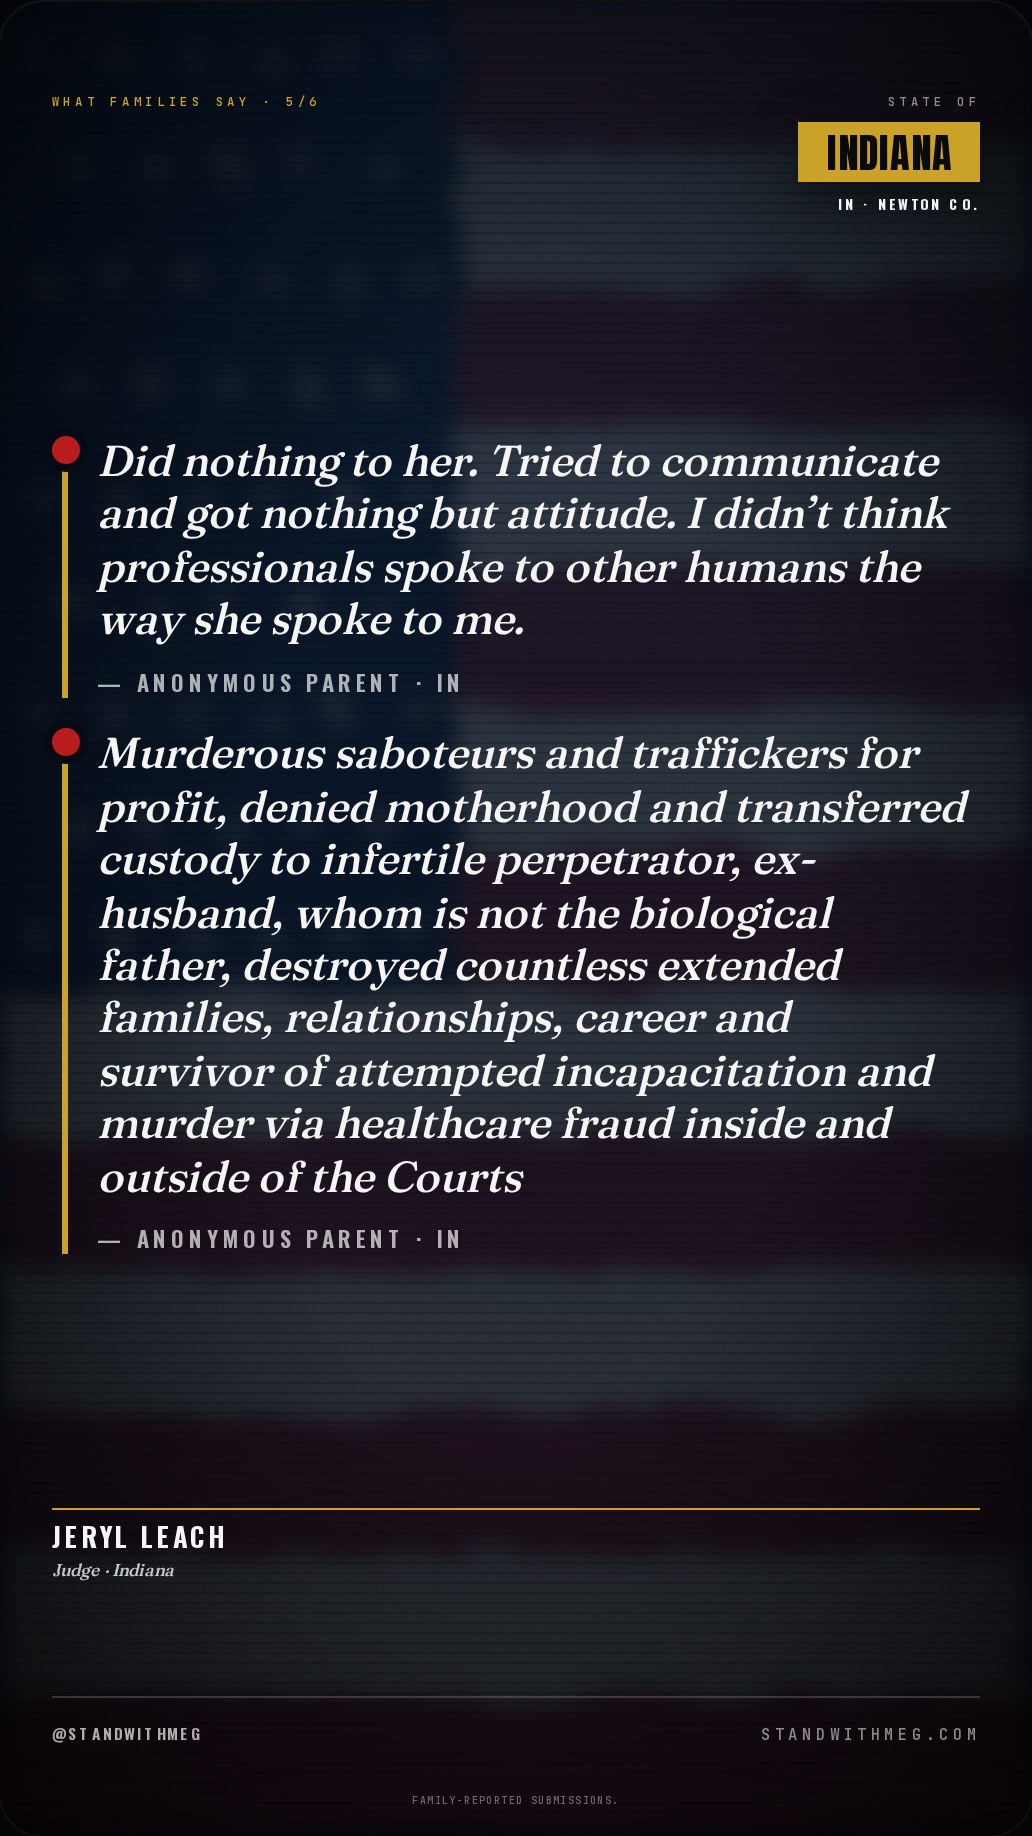 WHAT FAMILIES SAY · 5/6
STATE OF
INDIANA
IN · NEWTON CO.
Did nothing to her. Tried to communicate
and got nothing but attitude. I didn’t think
professionals spoke to other humans the
way she spoke to me.
— ANONYMOUS PARENT · IN
Murderous saboteurs and traffickers for
profit, denied motherhood and transferred
custody to infertile perpetrator, ex-
husband, whom is not the biological
father, destroyed countless extended
families, relationships, career and
survivor of attempted incapacitation and
murder via healthcare fraud inside and
outside of the Courts
— ANONYMOUS PARENT · IN
JERYL LEACH
Judge · Indiana
@STANDWITHMEG
STANDWITHMEG.COM
FAMILY-REPORTED SUBMISSIONS.